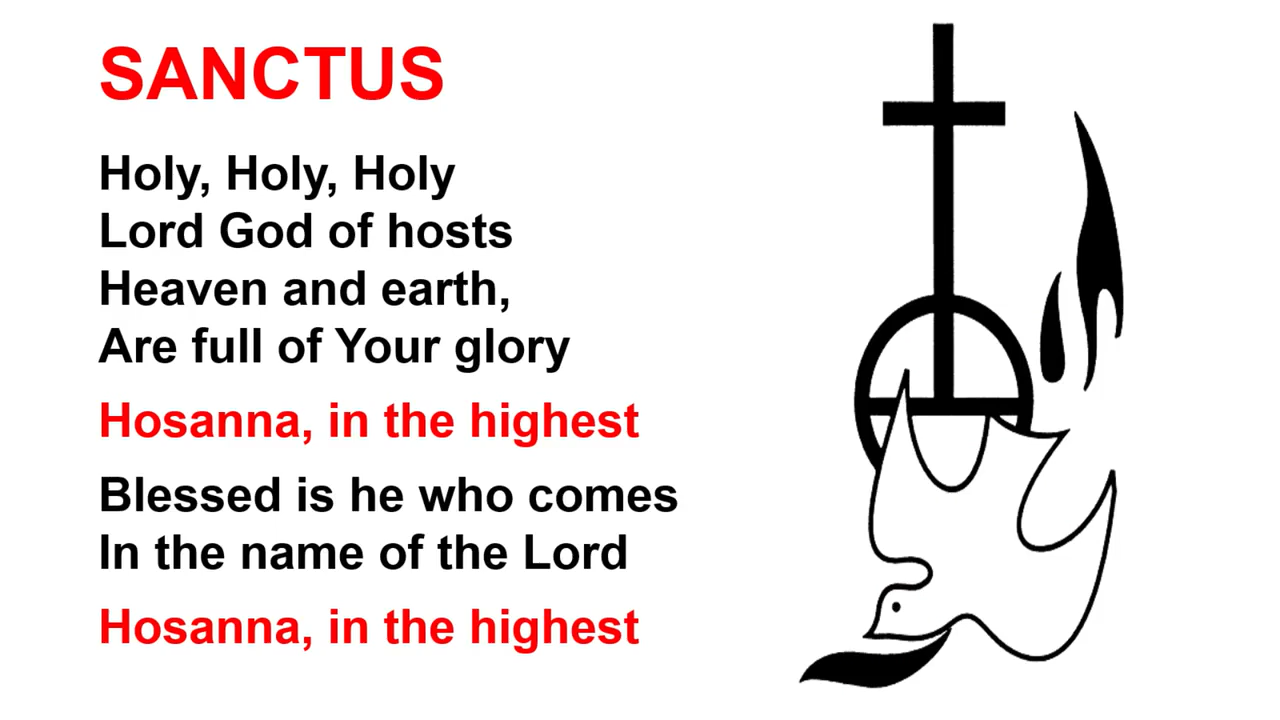 SANCTUS
Holy, Holy, Holy
Lord God of hosts
Heaven and earth,
Are full of Your glory
Hosanna, in the highest
Blessed is he who comes
In the name of the Lord
Hosanna, in the highest